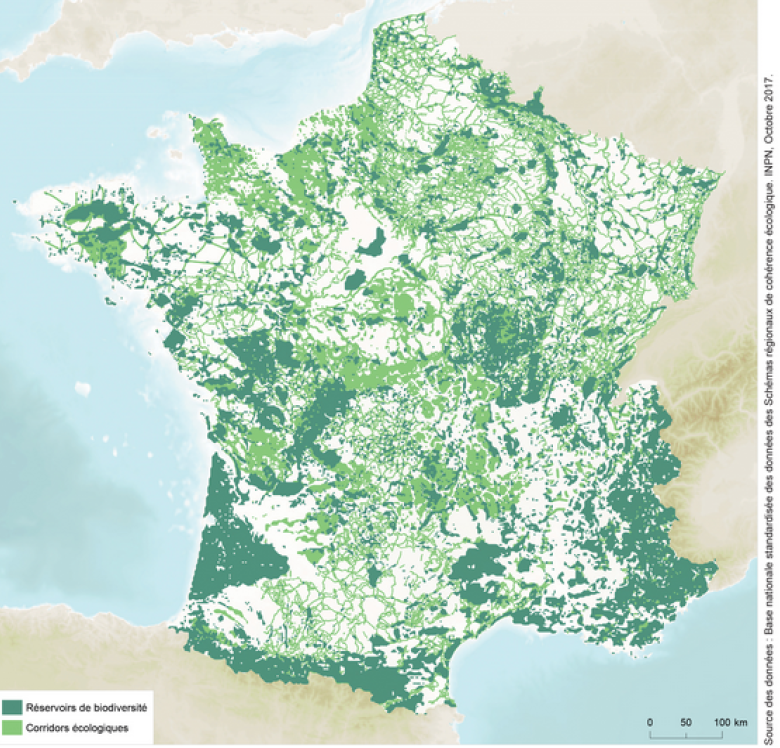 Réservoirs de biodiversité
Corridors écologiques
0 50 100 km
Source des données : Base nationale standardisée des données des Schémas régionaux de cohérence écologique, INPN, Octobre 2017.